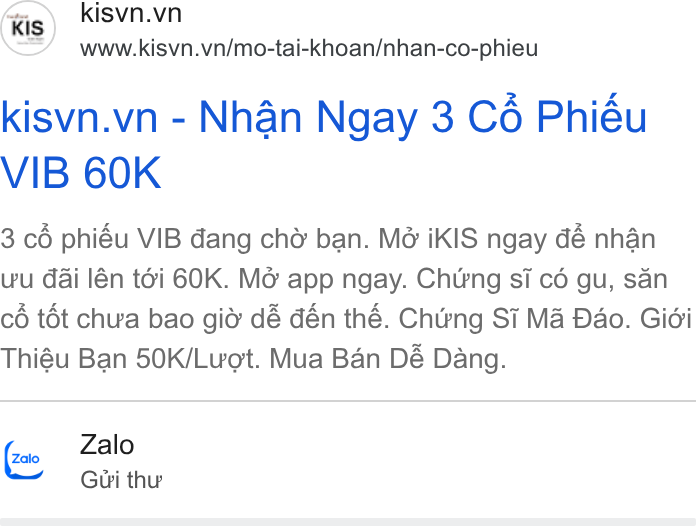 kisvn.vn
KIS
www.kisvn.vn/mo-tai-khoan/nhan-co-phieu
kisvn.vn - Nhận Ngay 3 Cổ Phiếu
VIB 60K
3 cổ phiếu VIB đang chờ bạn. Mở iKIS ngay để nhận
ưu đãi lên tới 60K. Mở app ngay. Chứng sĩ có gu, săn
cổ tốt chưa bao giờ dễ đến thế. Chứng Sĩ Mã Đáo. Giới
Thiệu Bạn 50K/Lượt. Mua Bán Dễ Dàng.
Zalo
Zalo
Gửi thư